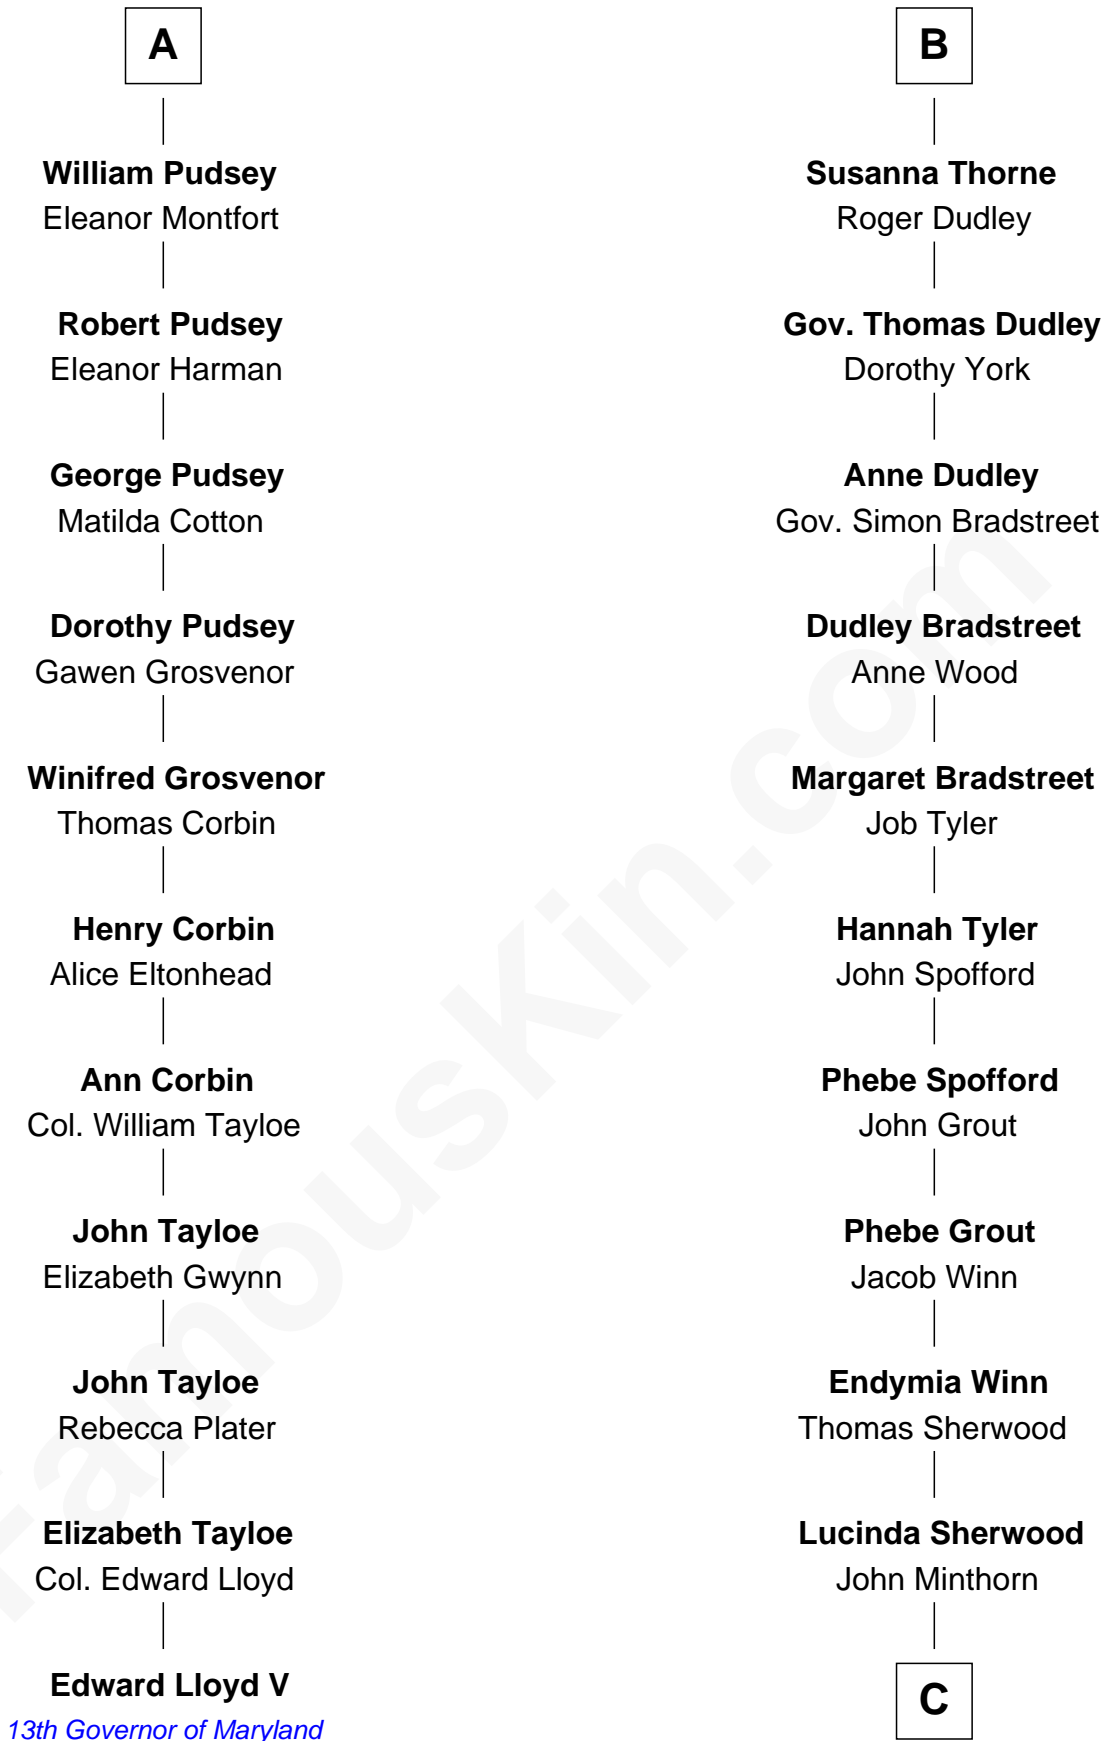 A
William Pudsey
Eleanor Montfort
Robert Pudsey
Eleanor Harman
George Pudsey
Matilda Cotton
Dorothy Pudsey
Gawen Grosvenor
Winifred Grosvenor
Thomas Corbin
Henry Corbin
Alice Eltonhead
Ann Corbin
Col. William Tayloe
John Tayloe
Elizabeth Gwynn
John Tayloe
Rebecca Plater
Elizabeth Tayloe
Col. Edward Lloyd
Edward Lloyd V
13th Governor of Maryland
B
Susanna Thorne
Roger Dudley
Gov. Thomas Dudley
Dorothy York
Anne Dudley
Gov. Simon Bradstreet
Dudley Bradstreet
Anne Wood
Margaret Bradstreet
Job Tyler
Hannah Tyler
John Spofford
Phebe Spofford
John Grout
Phebe Grout
Jacob Winn
Endymia Winn
Thomas Sherwood
Lucinda Sherwood
John Minthorn
C
FamousKin.com